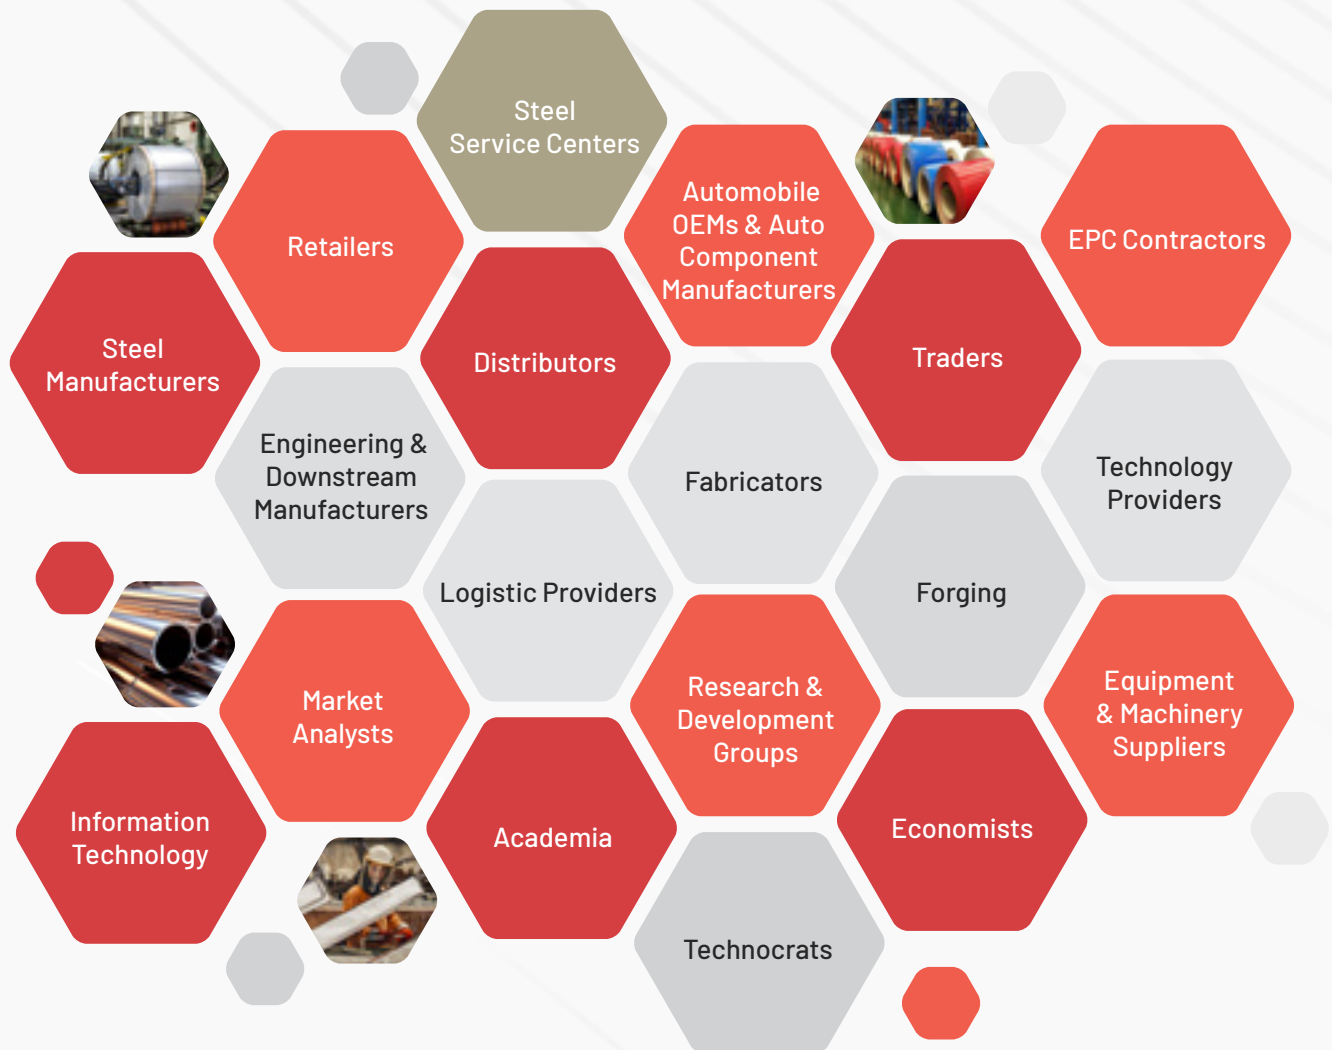 Steel
Service Centers
Automobile
OEMs & Auto
Component
Manufacturers
EPC Contractors
Retailers
Steel
Manufacturers
Distributors
Traders
Engineering &
Downstream
Manufacturers
Fabricators
Technology
Providers
Logistic Providers
Forging
Market
Analysts
Research &
Development
Groups
Equipment
& Machinery
Suppliers
Information
Technology
Academia
Economists
Technocrats